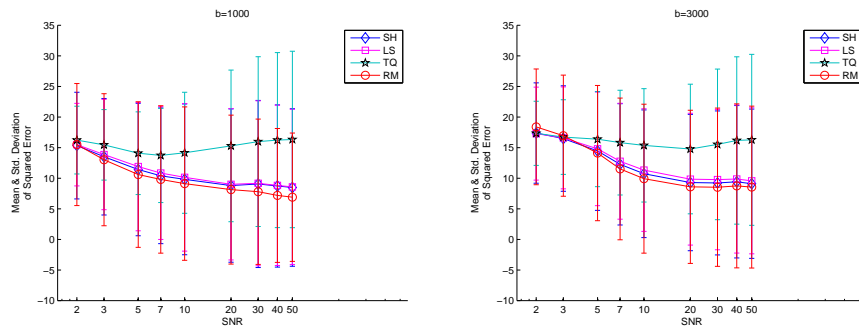 b=1000
35
30
25
20
15
10
5
0
−5
−10
Mean & Std. Deviation
of Squared Error
2 3 5 7 10 20 30 40 50
SNR
SH
LS
TQ
RM
b=3000
35
30
25
20
15
10
5
0
−5
−10
Mean & Std. Deviation
of Squared Error
2 3 5 7 10 20 30 40 50
SNR
SH
LS
TQ
RM